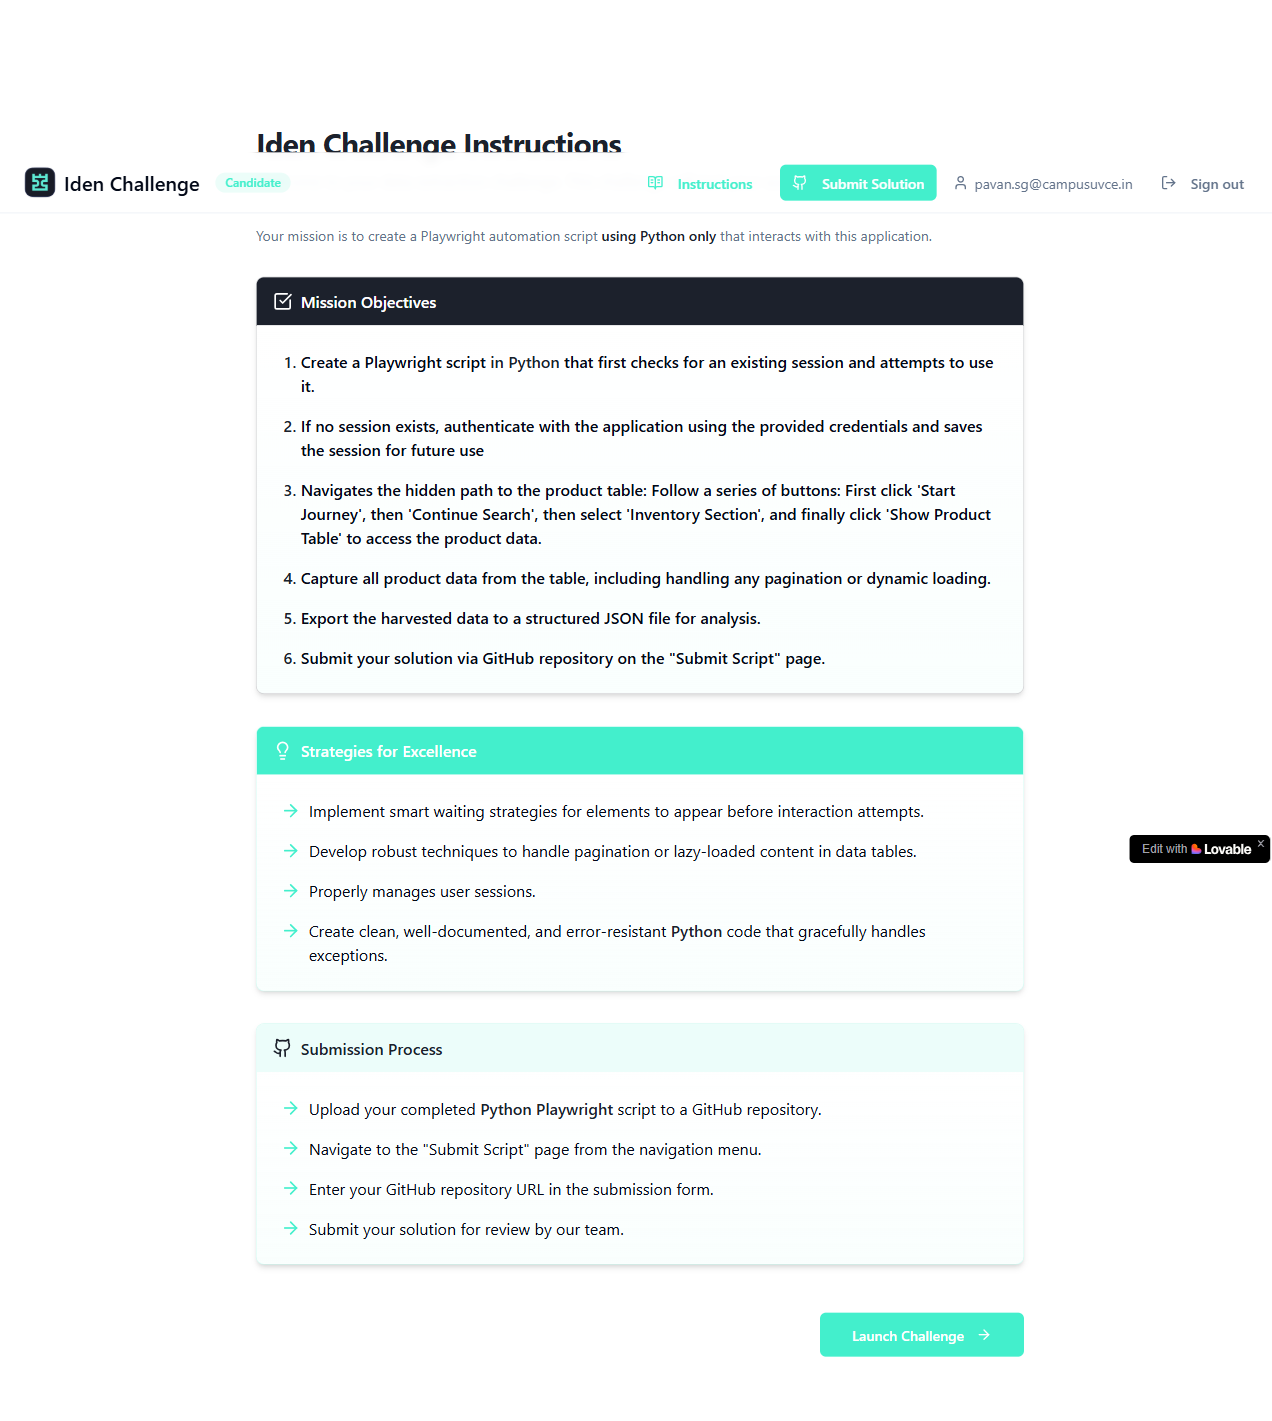 Iden Challenge Instructions
Iden Challenge
Candidate
Instructions
Submit Solution
pavan.sg@campusuvce.in
Sign out
Your mission is to create a Playwright automation script using Python only that interacts with this application.
Mission Objectives
1. Create a Playwright script in Python that first checks for an existing session and attempts to use
it.
2. If no session exists, authenticate with the application using the provided credentials and saves
the session for future use
3. Navigates the hidden path to the product table: Follow a series of buttons: First click 'Start
Journey', then 'Continue Search', then select 'Inventory Section', and finally click 'Show Product
Table' to access the product data.
4. Capture all product data from the table, including handling any pagination or dynamic loading.
5. Export the harvested data to a structured JSON file for analysis.
6. Submit your solution via GitHub repository on the "Submit Script" page.
Strategies for Excellence
Implement smart waiting strategies for elements to appear before interaction attempts.
Develop robust techniques to handle pagination or lazy-loaded content in data tables.
Properly manages user sessions.
Create clean, well-documented, and error-resistant Python code that gracefully handles
exceptions.
Edit with Lovable
Submission Process
Upload your completed Python Playwright script to a GitHub repository.
Navigate to the "Submit Script" page from the navigation menu.
Enter your GitHub repository URL in the submission form.
Submit your solution for review by our team.
Launch Challenge